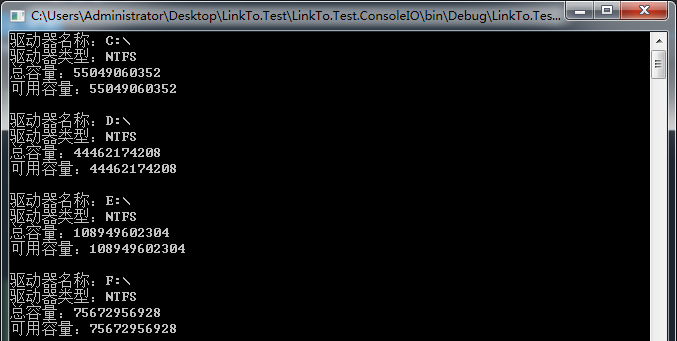 C:\Users\Administrator\Desktop\LinkTo.Test\LinkTo.Test.ConsoleIO\bin\Debug\LinkTo.Tes...
驱动器名称：C:\
驱动器类型：NTFS
总容量：55049060352
可用容量：55049060352
驱动器名称：D:\
驱动器类型：NTFS
总容量：44462174208
可用容量：44462174208
驱动器名称：E:\
驱动器类型：NTFS
总容量：108949602304
可用容量：108949602304
驱动器名称：F:\
驱动器类型：NTFS
总容量：75672956928
可用容量：75672956928